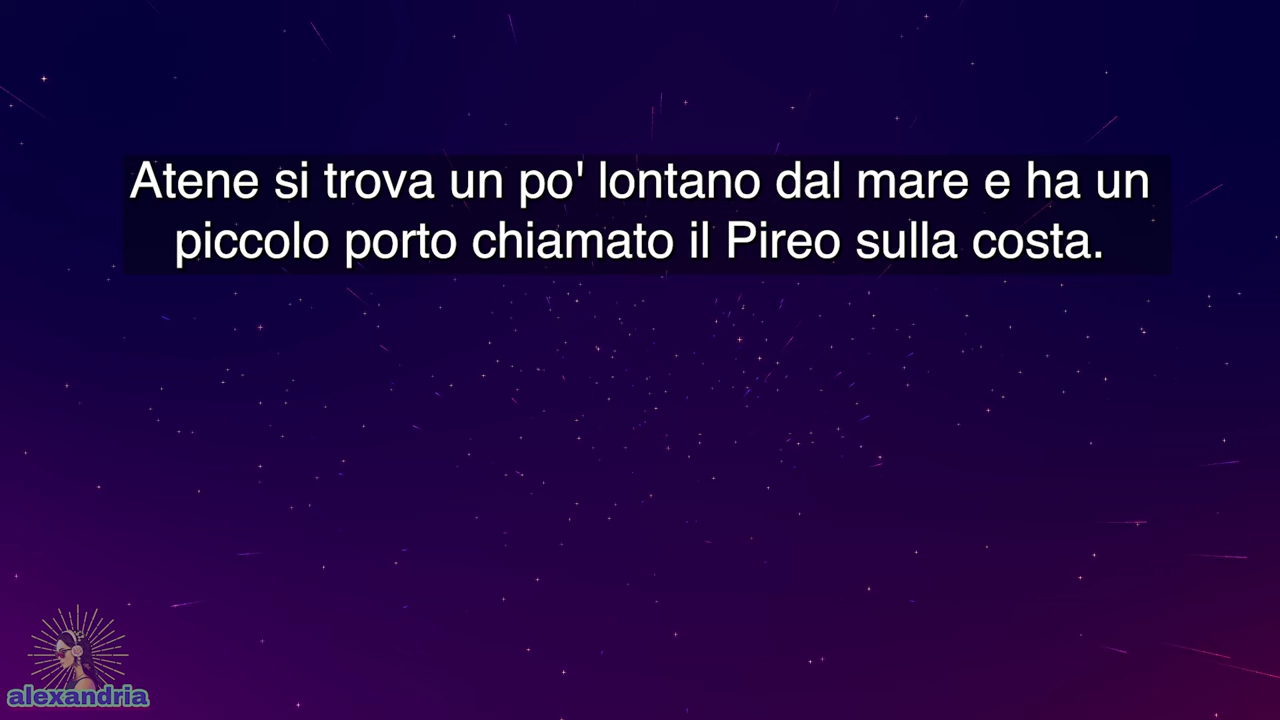 Atene si trova un po' lontano dal mare e ha un
piccolo porto chiamato il Pireo sulla costa.
alexandria